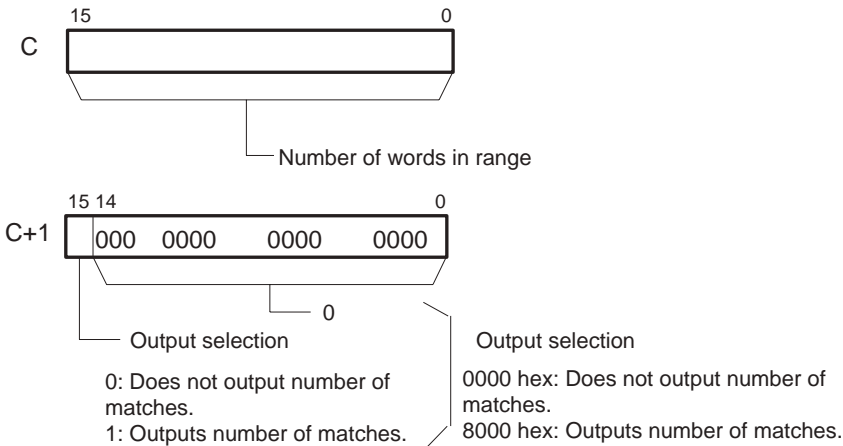 15 0
C
Number of words in range
15 14 0
C+1 000 0000 0000 0000
0
Output selection
0: Does not output number of
matches.
1: Outputs number of matches.
Output selection
0000 hex: Does not output number of
matches.
8000 hex: Outputs number of matches.